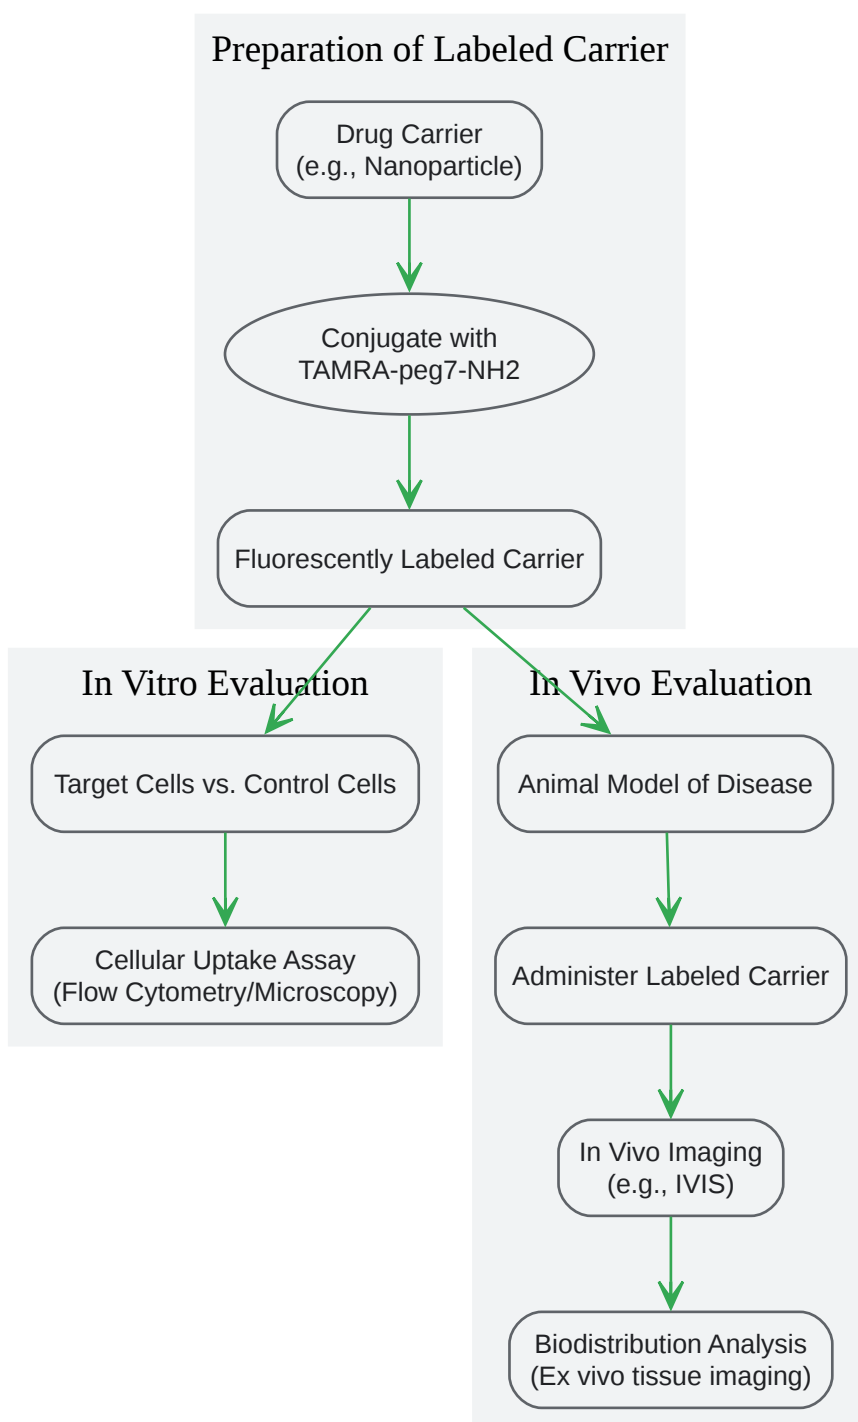 Preparation of Labeled Carrier
Drug Carrier
(e.g., Nanoparticle)
Conjugate with
TAMRA-peg7-NH2
Fluorescently Labeled Carrier
In Vitro Evaluation
Target Cells vs. Control Cells
Cellular Uptake Assay
(Flow Cytometry/Microscopy)
In Vivo Evaluation
Animal Model of Disease
Administer Labeled Carrier
In Vivo Imaging
(e.g., IVIS)
Biodistribution Analysis
(Ex vivo tissue imaging)